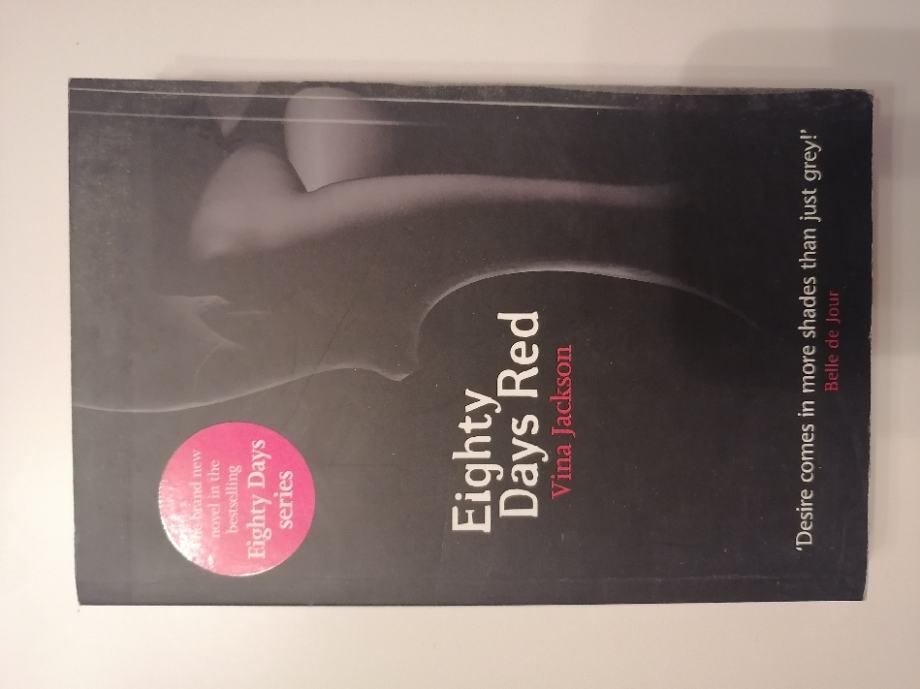 The brand new
novel in the
bestselling
Eighty Days
series
Eighty
Days Red
Vina Jackson
'Desire comes in more shades than just grey!'
Belle de Jour